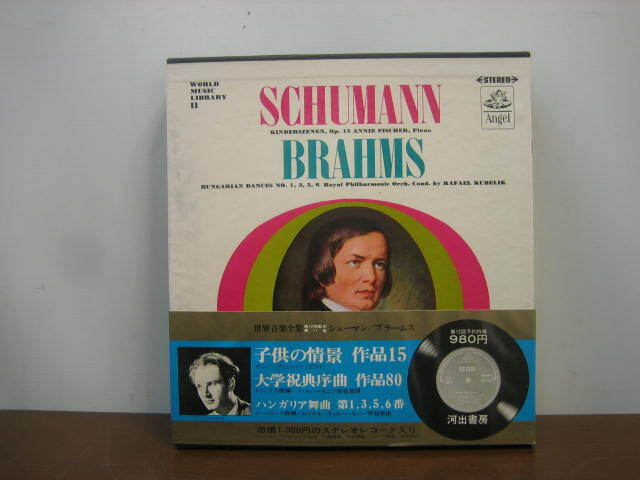 WORLD
MUSIC
LIBRARY
II
STEREO
Angel
SCHUMANN
KINDERSZENEN, Op. 15 ANNIE FISCHER, Piano
BRAHMS
HUNGARIAN DANCES NO. 1, 3, 5, 6 Royal Philharmonic Orch. Cond. by RAFAEL KUBELIK
世界音楽全集 シューマン/ブラームス
子供の情景 作品15
大学祝典序曲 作品80
ハンガリア舞曲 第1.3.5.6番
980円
河出書房
市価1,000円のステレオレコード入り